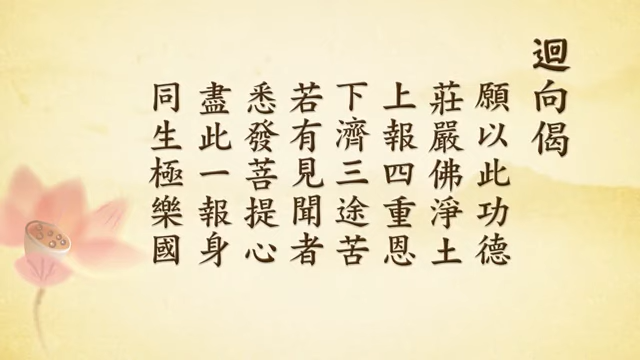 迴向偈
願以此功德
莊嚴佛淨土
上報四重恩
下濟三途苦
若有見聞者
悉發菩提心
盡此一報身
同生極樂國